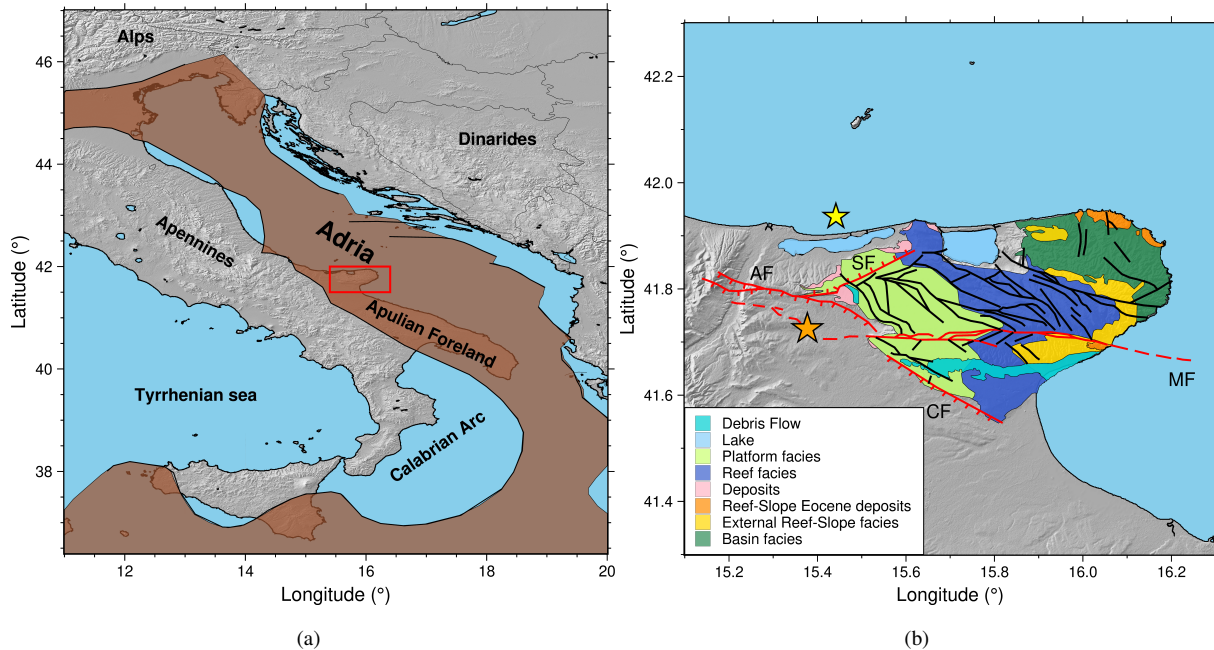 Alps
Dinarides
Apennines
Adria
Apulian Foreland
Tyrrhenian sea
Calabrian Arc
46
44
42
40
38
Latitude (°)
12
14
16
18
20
Longitude (°)
(a)
42.2
42.0
41.8
41.6
41.4
Latitude (°)
AF
SF
MF
CF
Debris Flow
Lake
Platform facies
Reef facies
Deposits
Reef-Slope Eocene deposits
External Reef-Slope facies
Basin facies
15.2
15.4
15.6
15.8
16.0
16.2
Longitude (°)
(b)